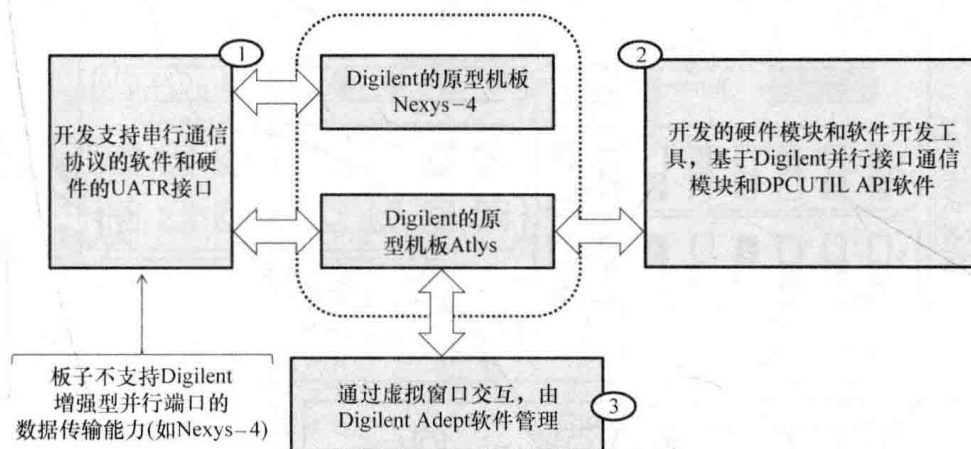 ①
开发支持串行通信
协议的软件和硬
件的UATR接口
Digilent的原型机板
Nexys-4
Digilent的原
型机板Atlys
②
开发的硬件模块和软件开发工
具，基于Digilent并行接口通信
模块和DPCUTIL API软件
板子不支持Digilent
增强型并行端口的
数据传输能力(如Nexys-4)
通过虚拟窗口交互，由
Digilent Adept软件管理
③